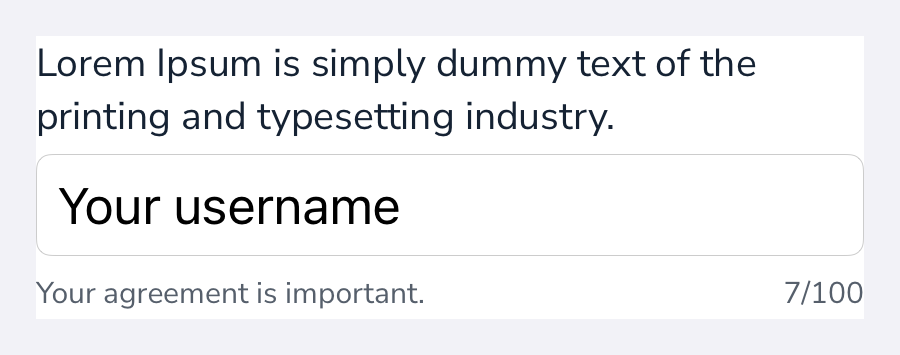 Lorem Ipsum is simply dummy text of the
printing and typesetting industry.
Your username
Your agreement is important. 7/100